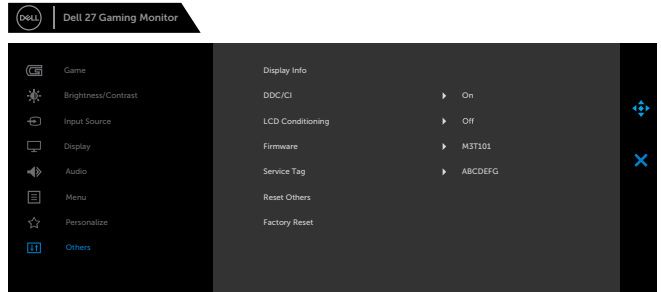 DELL
Dell 27 Gaming Monitor
Game
Brightness/Contrast
Input Source
Display
Audio
Menu
Personalize
Others
Display Info
DDC/CI On
LCD Conditioning Off
Firmware M3T101
Service Tag ABCDEFG
Reset Others
Factory Reset